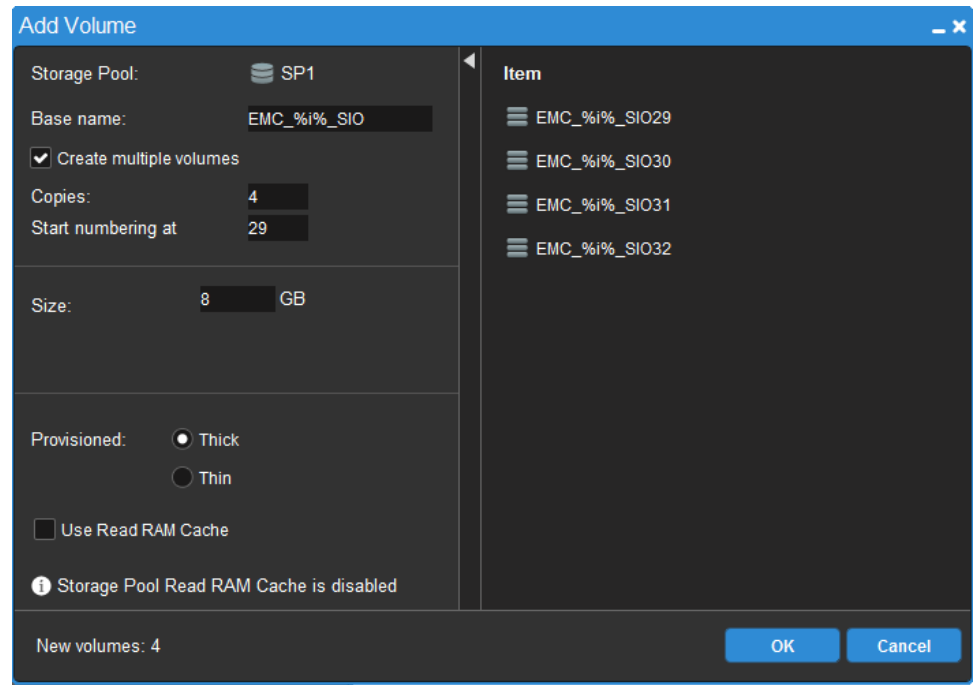 Add Volume
Storage Pool: SP1
Base name: EMC_%i%_SIO
Create multiple volumes
Copies: 4
Start numbering at 29
Size: 8 GB
Provisioned: Thick
Thin
Use Read RAM Cache
Storage Pool Read RAM Cache is disabled
Item
EMC_%i%_SIO29
EMC_%i%_SIO30
EMC_%i%_SIO31
EMC_%i%_SIO32
New volumes: 4
OK Cancel